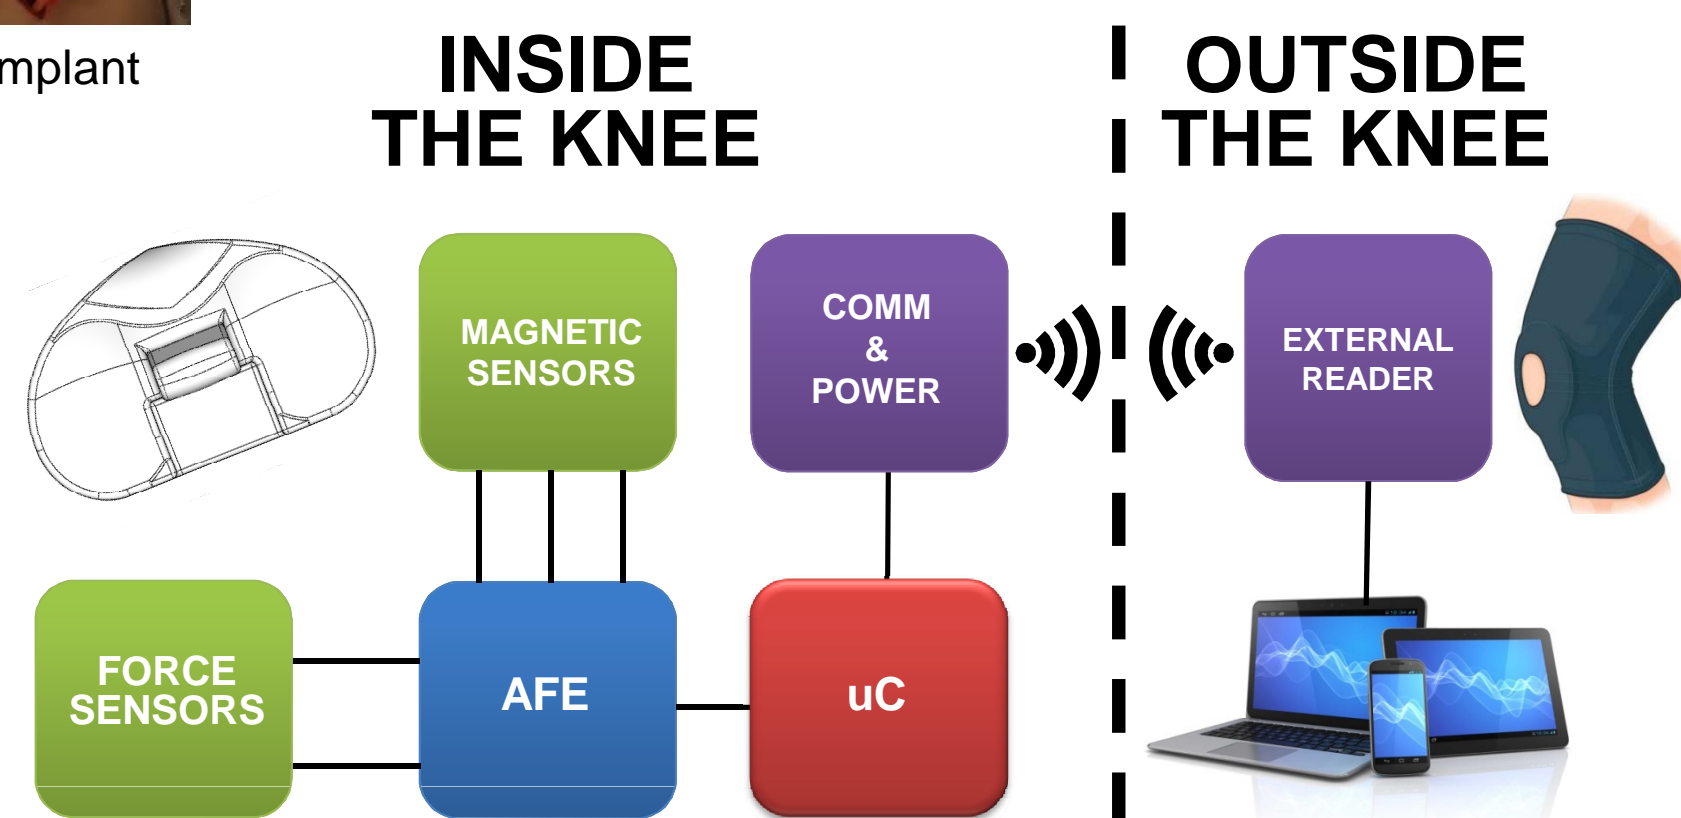 mplant
INSIDE
THE KNEE
OUTSIDE
THE KNEE
MAGNETIC
SENSORS
COMM
&
POWER
EXTERNAL
READER
FORCE
SENSORS
AFE
uC